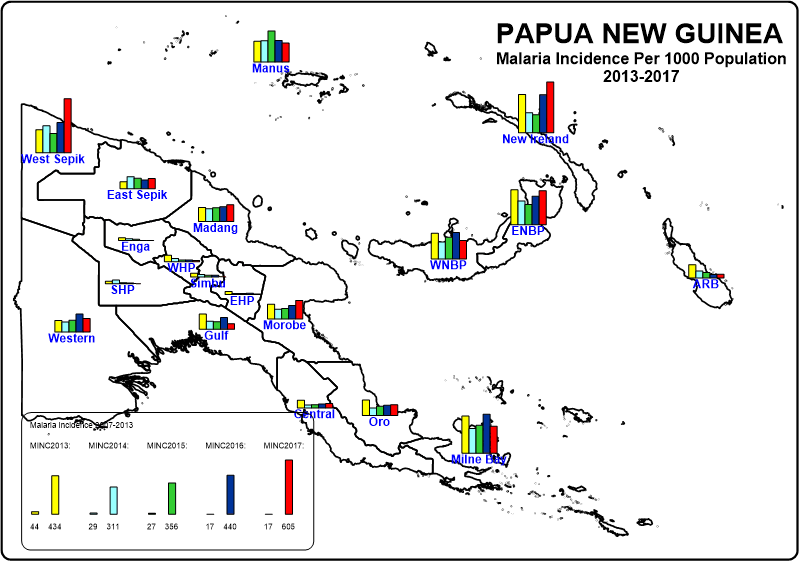 PAPUA NEW GUINEA
Malaria Incidence Per 1000 Population
2013-2017
Manus
New Ireland
West Sepik
East Sepik
Madang
ENBP
Enga
WNBP
WHP
Simbu
SHP
EHP
ARB
Western
Gulf
Morobe
Central
Oro
Milne Bay
Malaria Incidence 2007-2013
MINC2013: MINC2014: MINC2015: MINC2016: MINC2017:
44 434 29 311 27 356 17 440 17 605